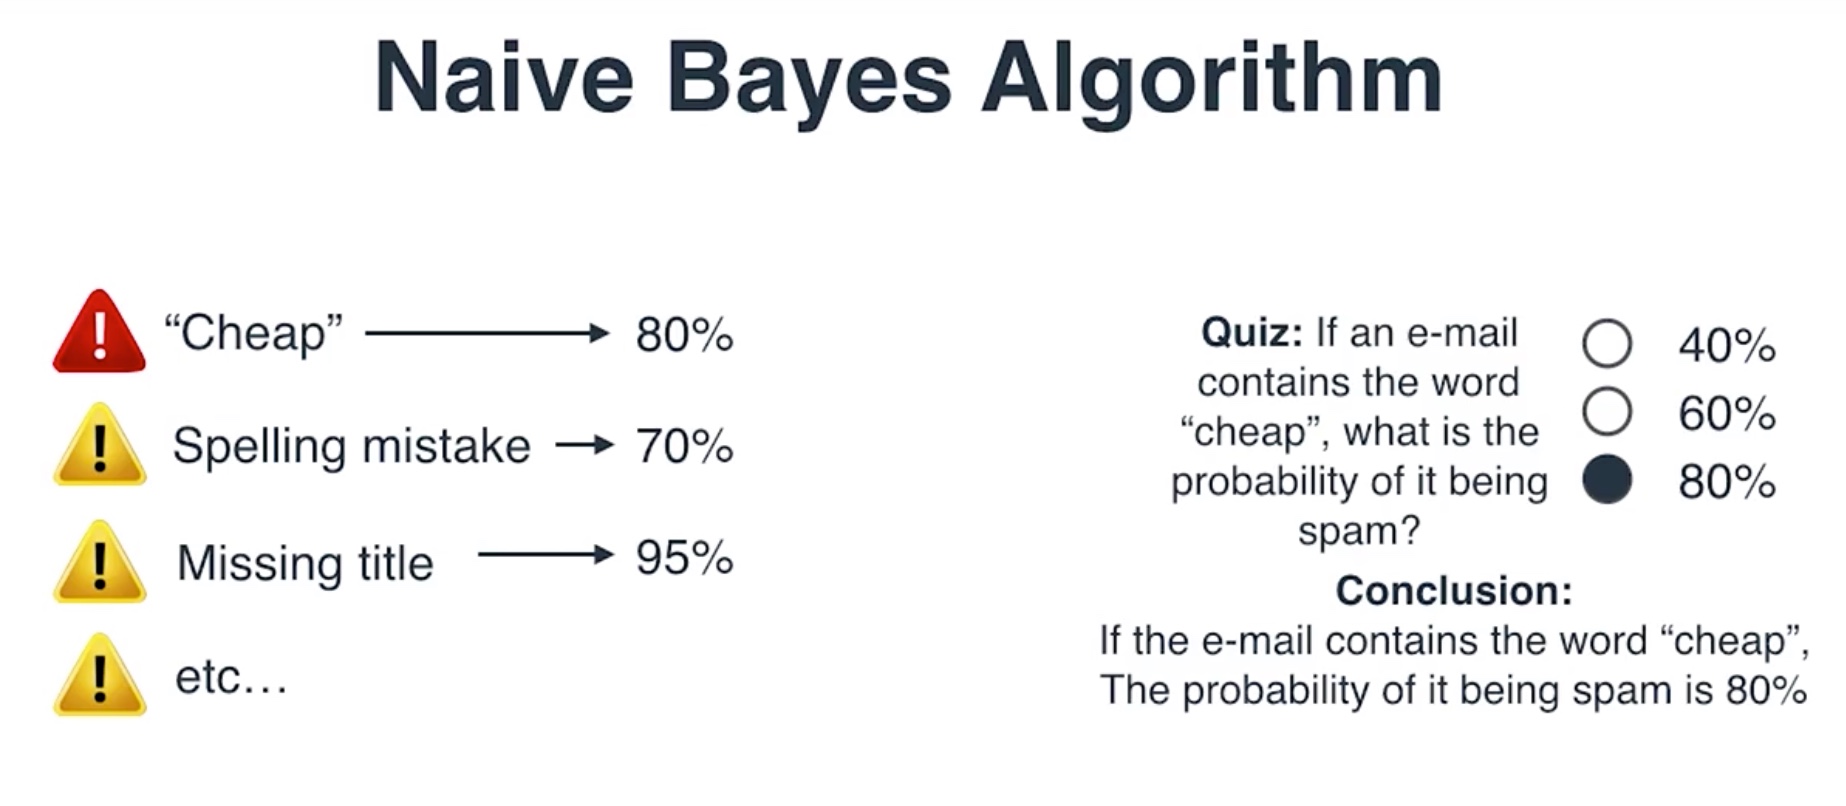 Naive Bayes Algorithm
“Cheap” 80%
Spelling mistake 70%
Missing title 95%
etc…
Quiz: If an e-mail
contains the word
“cheap”, what is the
probability of it being
spam?
40%
60%
80%
Conclusion:
If the e-mail contains the word “cheap”,
The probability of it being spam is 80%